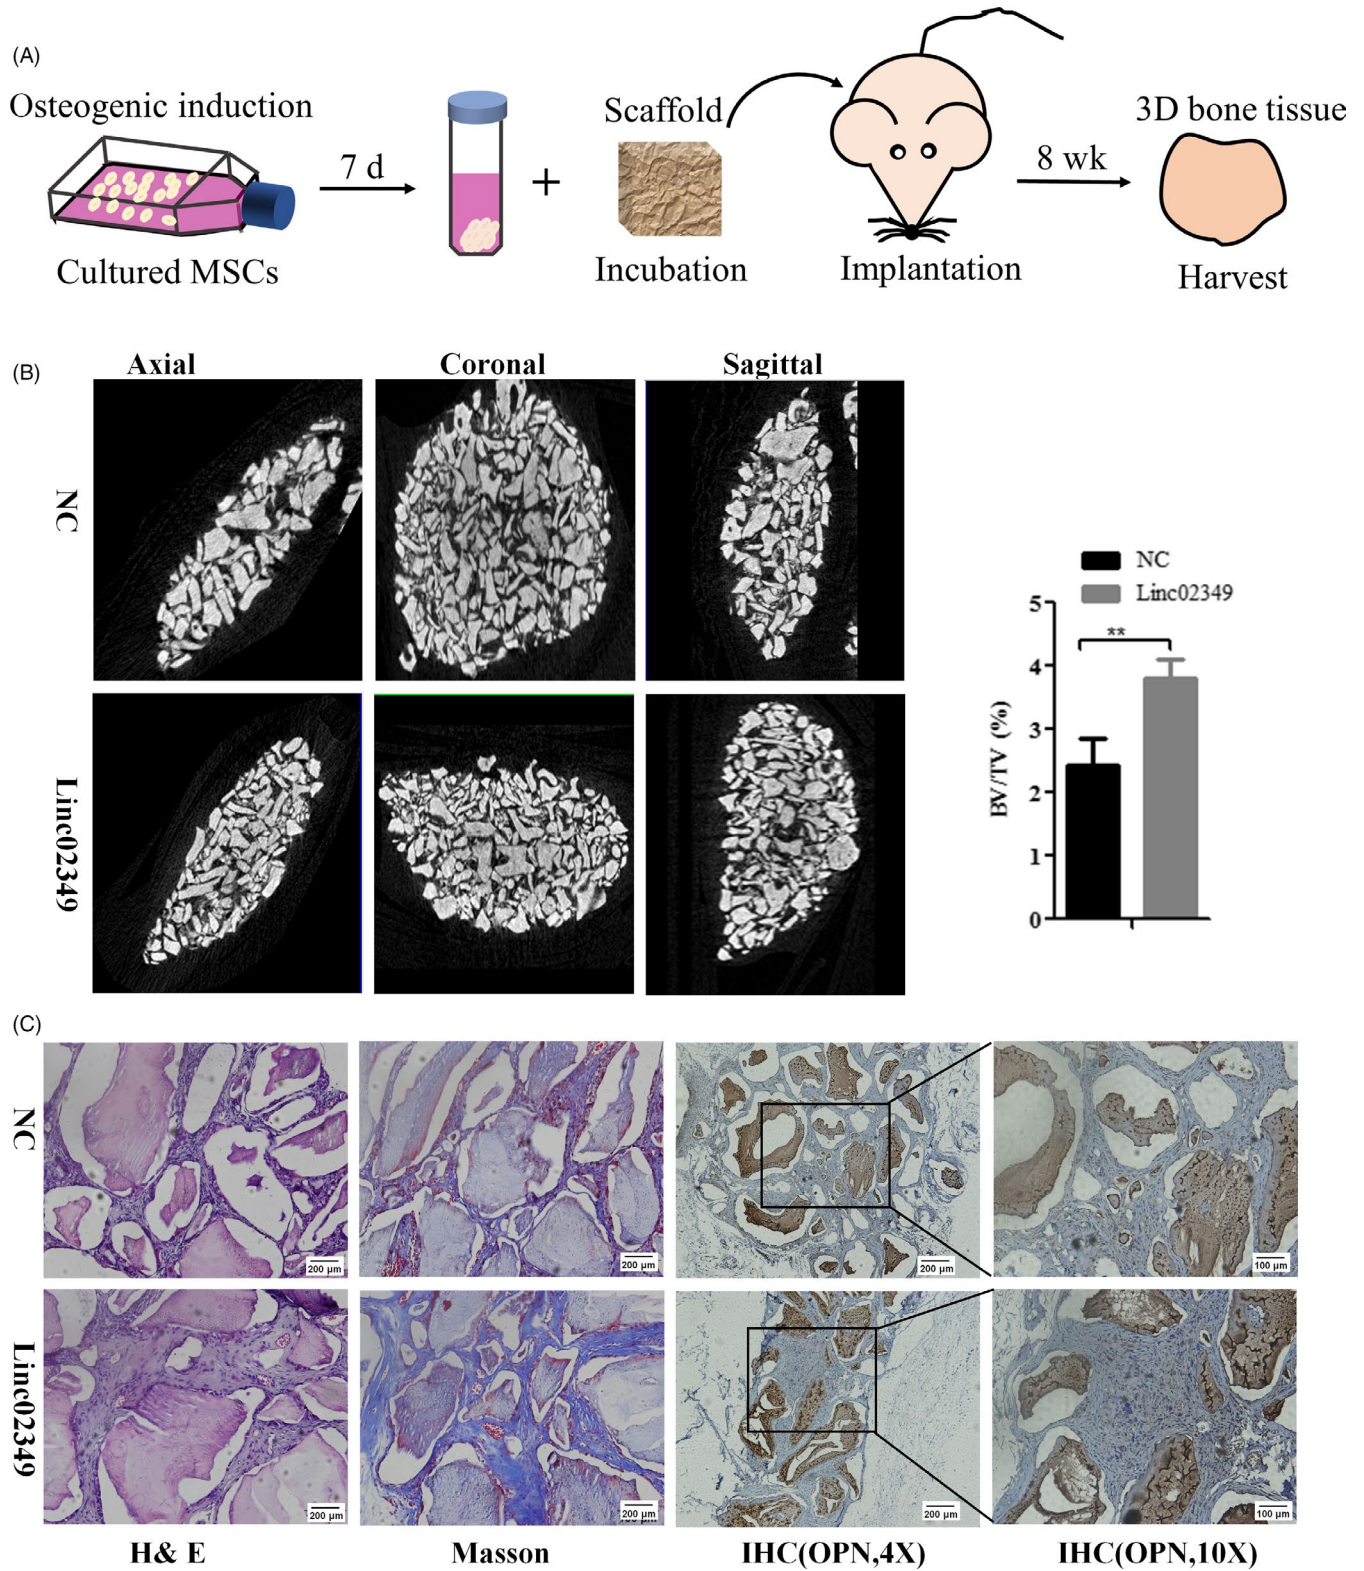 (A)
Osteogenic induction
Cultured MSCs
7 d
+
Scaffold
Incubation
Implantation
8 wk
3D bone tissue
Harvest
(B)
Axial
Coronal
Sagittal
NC
Linc02349
NC
Linc02349
**
BV/TV (%)
5
4
3
2
1
0
(C)
NC
200 µm
200 µm
200 µm
100 µm
Linc02349
200 µm
200 µm
200 µm
100 µm
H& E
Masson
IHC(OPN,4X)
IHC(OPN,10X)